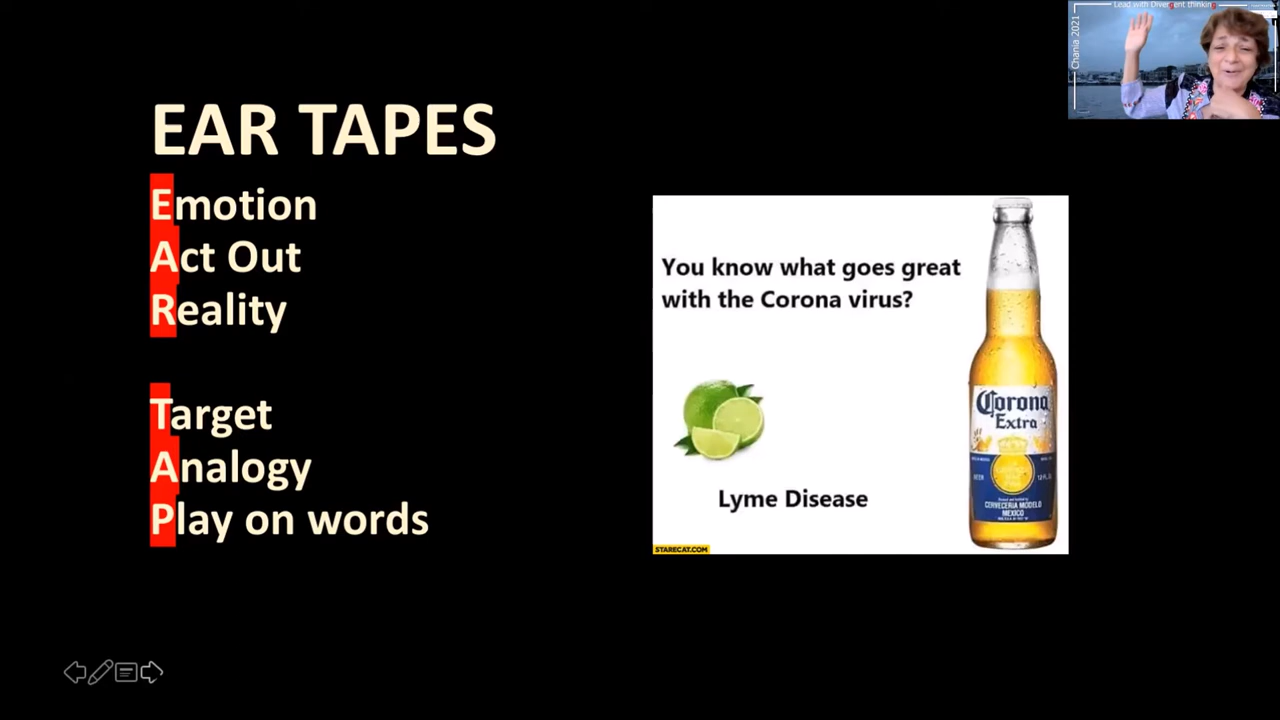 Lead with Divergent thinking
Chania 2021
EAR TAPES
Emotion
Act Out
Reality
Target
Analogy
Play on words
You know what goes great
with the Corona virus?
Lyme Disease
Corona
Extra
CERVECERIA MODELO
MEXICO
STARECAT.COM